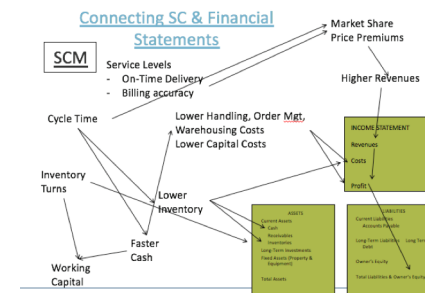 Connecting SC & Financial
Statements
SCM
Service Levels
- On-Time Delivery
- Billing accuracy
Market Share
Price Premiums
Higher Revenues
Cycle Time
Lower Handling, Order Mgt,
Warehousing Costs
Lower Capital Costs
INCOME STATEMENT
Revenues
Costs
Profit
Inventory
Turns
Lower
Inventory
Faster
Cash
Working
Capital
ASSETS
Current Assets
Cash
Receivables
Inventories
Long-Term Investments
Fixed Assets (Property &
Equipment)
Total Assets
LIABILITIES
Current Liabilities
Accounts Payable
Long-Term Liabilities Long Term
Debt
Owner's Equity
Total Liabilities & Owner's Equity